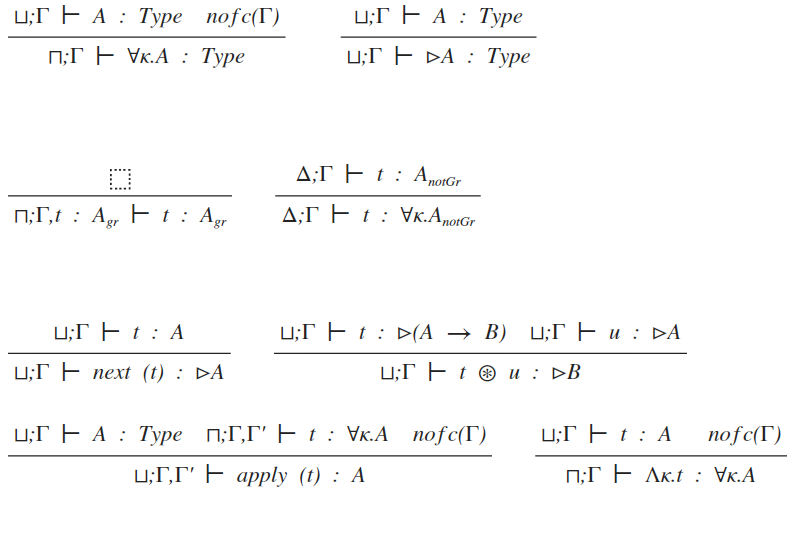 ⊔;Γ ⊢ A : Type nofc(Γ) ⊔;Γ ⊢ A : Type
⊓;Γ ⊢ ∀κ.A : Type ⊔;Γ ⊢ ▹A : Type
Δ;Γ ⊢ t : A_notGr
⊓;Γ,t : A_gr ⊢ t : A_gr Δ;Γ ⊢ t : ∀κ.A_notGr
⊔;Γ ⊢ t : A ⊔;Γ ⊢ t : ▹(A → B) ⊔;Γ ⊢ u : ▹A
⊔;Γ ⊢ next (t) : ▹A ⊔;Γ ⊢ t ⊛ u : ▹B
⊔;Γ ⊢ A : Type ⊓;Γ,Γ′ ⊢ t : ∀κ.A nofc(Γ) ⊔;Γ ⊢ t : A nofc(Γ)
⊔;Γ,Γ′ ⊢ apply (t) : A ⊓;Γ ⊢ Λκ.t : ∀κ.A